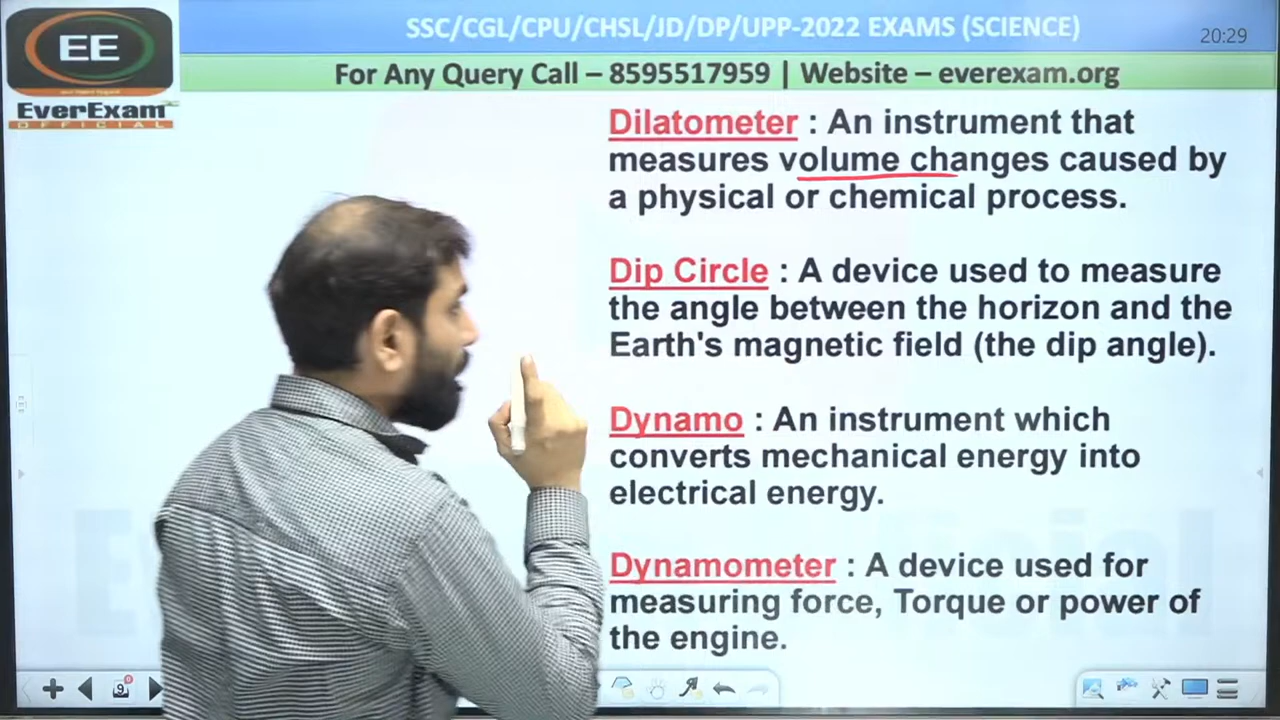 SSC/CGL/CPU/CHSL/JD/DP/UPP-2022 EXAMS (SCIENCE)
20:29
EE
EverExam
OFFICIAL
For Any Query Call – 8595517959 | Website – everexam.org
Dilatometer : An instrument that
measures volume changes caused by
a physical or chemical process.
Dip Circle : A device used to measure
the angle between the horizon and the
Earth's magnetic field (the dip angle).
Dynamo : An instrument which
converts mechanical energy into
electrical energy.
Dynamometer : A device used for
measuring force, Torque or power of
the engine.
9